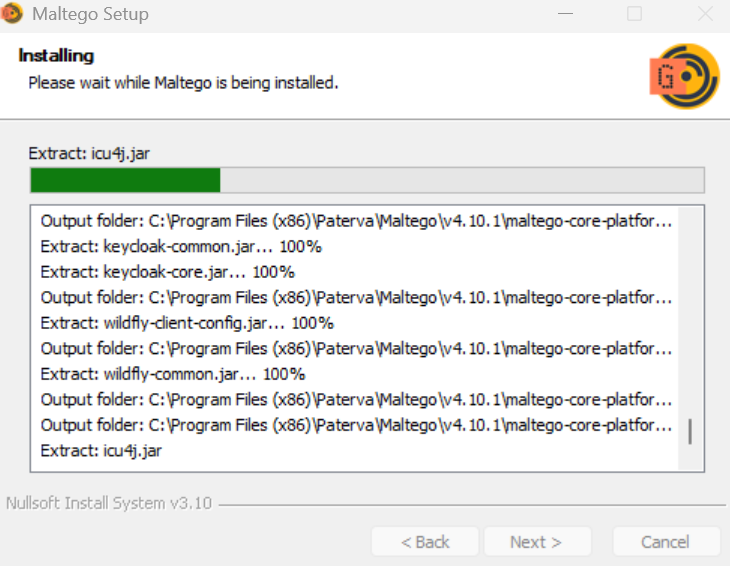 Maltego Setup
Installing
Please wait while Maltego is being installed.
G
Extract: icu4j.jar
Output folder: C:\Program Files (x86)\Paterva\Maltego\v4.10.1\maltego-core-platfor...
Extract: keycloak-common.jar... 100%
Extract: keycloak-core.jar... 100%
Output folder: C:\Program Files (x86)\Paterva\Maltego\v4.10.1\maltego-core-platfor...
Extract: wildfly-client-config.jar... 100%
Output folder: C:\Program Files (x86)\Paterva\Maltego\v4.10.1\maltego-core-platfor...
Extract: wildfly-common.jar... 100%
Output folder: C:\Program Files (x86)\Paterva\Maltego\v4.10.1\maltego-core-platfor...
Output folder: C:\Program Files (x86)\Paterva\Maltego\v4.10.1\maltego-core-platfor...
Extract: icu4j.jar
Nullsoft Install System v3.10
< Back Next > Cancel